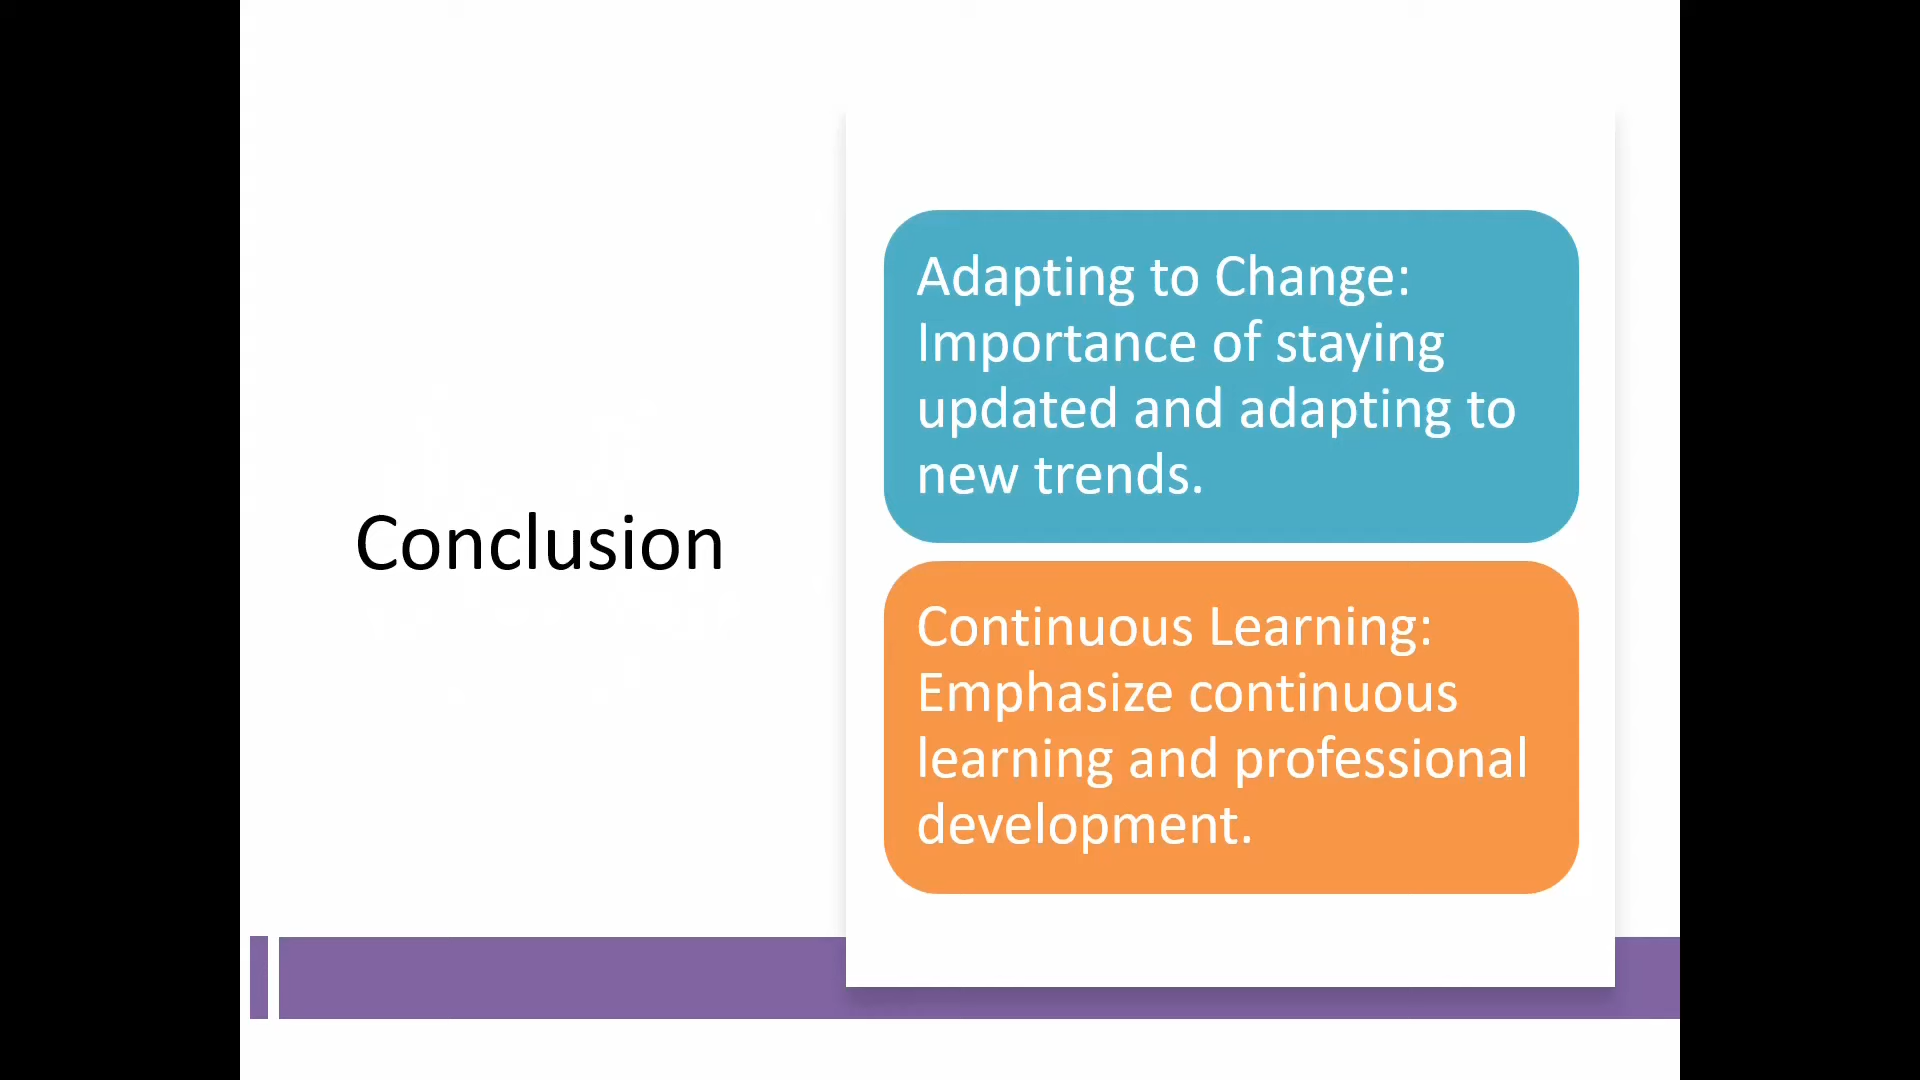 Conclusion
Adapting to Change:
Importance of staying
updated and adapting to
new trends.
Continuous Learning:
Emphasize continuous
learning and professional
development.